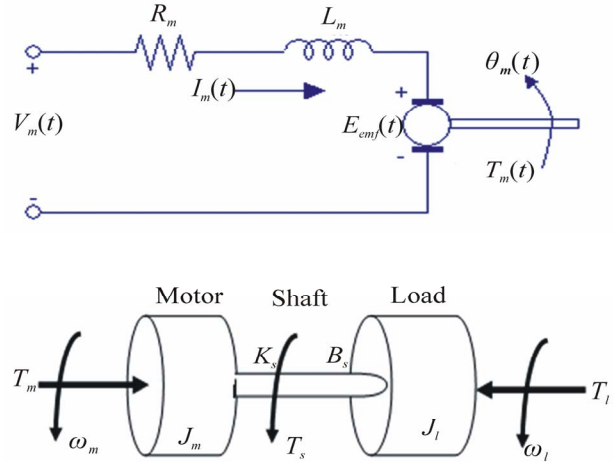 R_m
L_m
+
I_m(t)
+
θ_m(t)
V_m(t)
E_emf(t)
-
T_m(t)
-
Motor
Shaft
Load
K_s
B_s
T_m
T_l
ω_m
J_m
T_s
J_l
ω_l